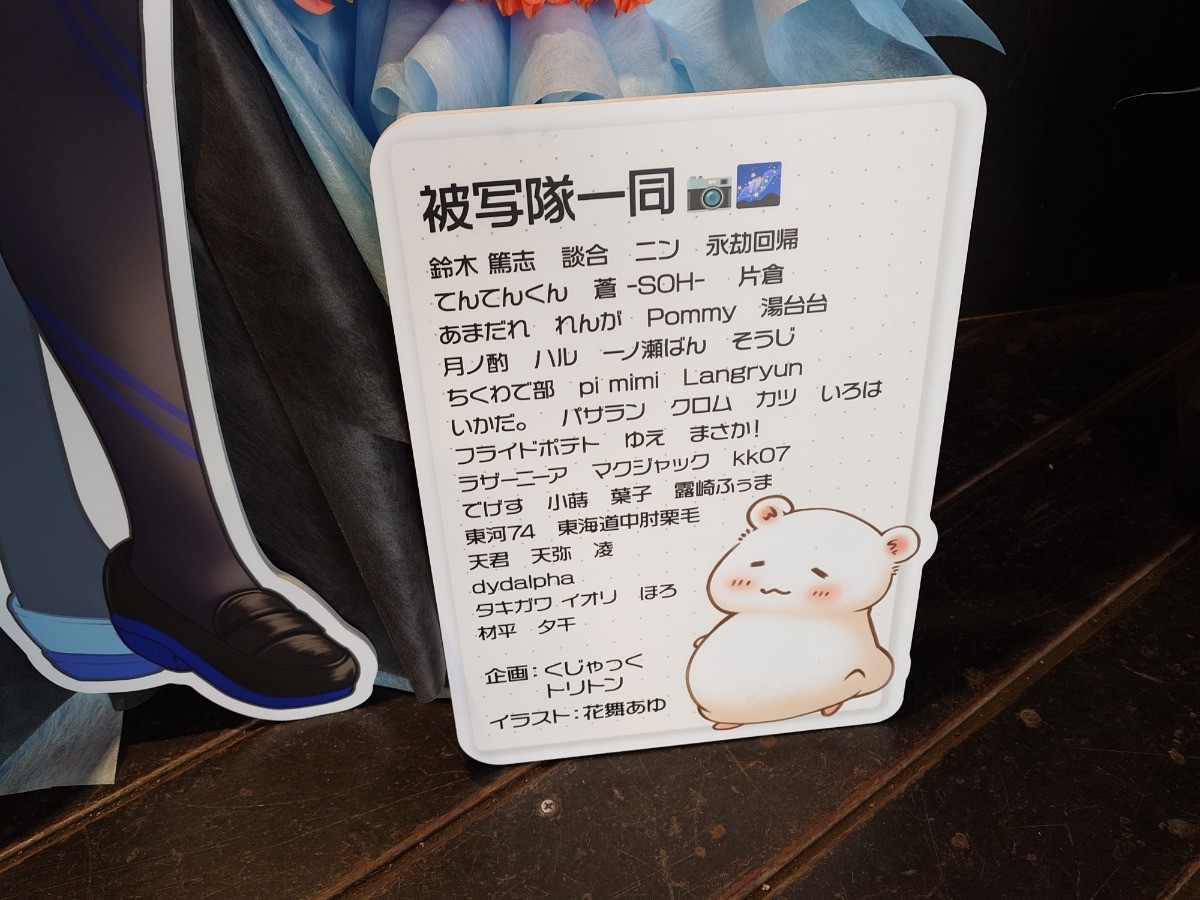 被写隊一同📷🌌
鈴木 篤志　談合　ニン　永劫回帰
てんてんくん　蒼 -SOH-　片倉
あまだれ　れんが　Pommy　湯台台
月ノ酌　ハル　一ノ瀬ばん　そうじ
ちくわで部　pi mimi　Langryun
いかだ。　パサラン　クロム　カツ　いろは
フライドポテト　ゆえ　まさか！
ラザーニーア　マクジャック　kk07
でげす　小蒔　葉子　露崎ふぅま
東河74　東海道中肘栗毛
天君　天弥　凌
dydalpha
タキガワ イオリ　ほろ
材平　夕干
企画：くじゃっく
トリトン
イラスト：花舞あゆ